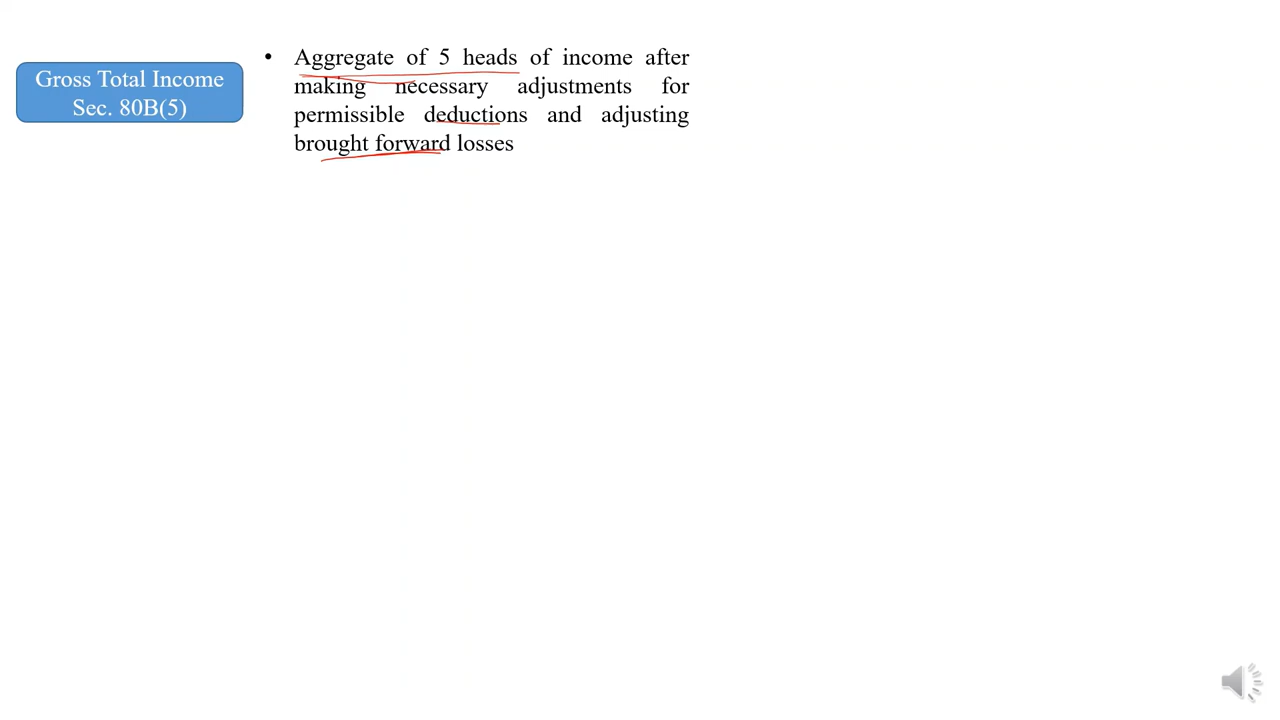 Gross Total Income
Sec. 80B(5)
• Aggregate of 5 heads of income after
making necessary adjustments for
permissible deductions and adjusting
brought forward losses